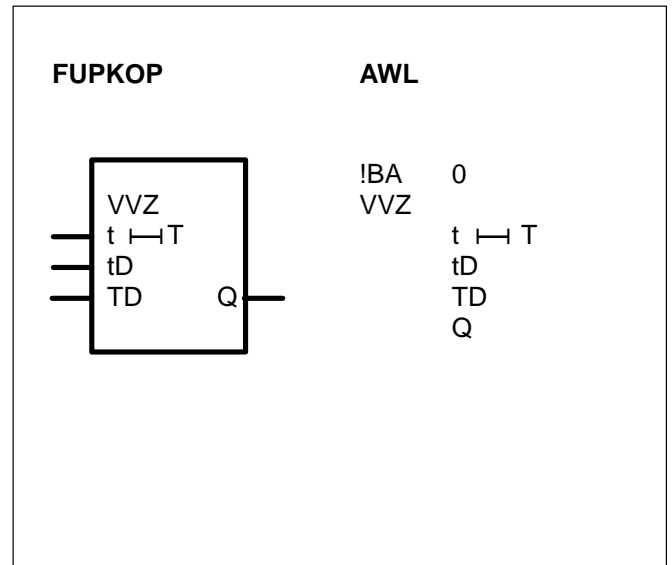 FUPKOP AWL
VVZ
t ⊢⊣ T
tD
TD Q
!BA 0
VVZ
t ⊢⊣ T
tD
TD
Q